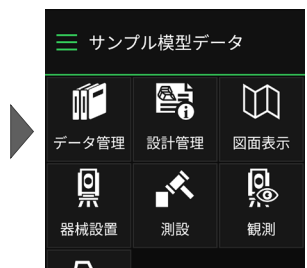 サンプル模型データ
データ管理 設計管理 図面表示
器械設置 測設 観測